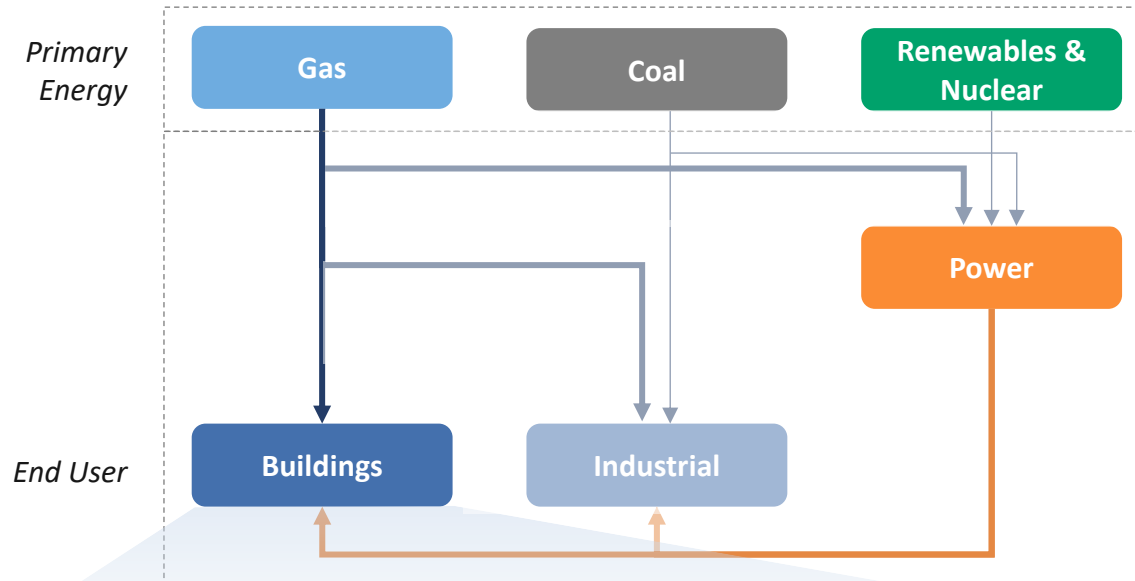 Primary
Energy
Gas
Coal
Renewables &
Nuclear
Power
End User
Buildings
Industrial